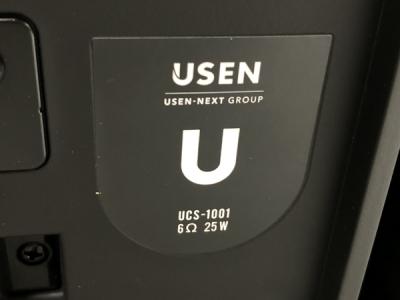 USEN
USEN-NEXT GROUP
U
UCS-1001
6Ω 25W